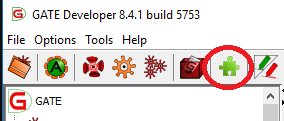 GATE Developer 8.4.1 build 5753
File Options Tools Help
GATE